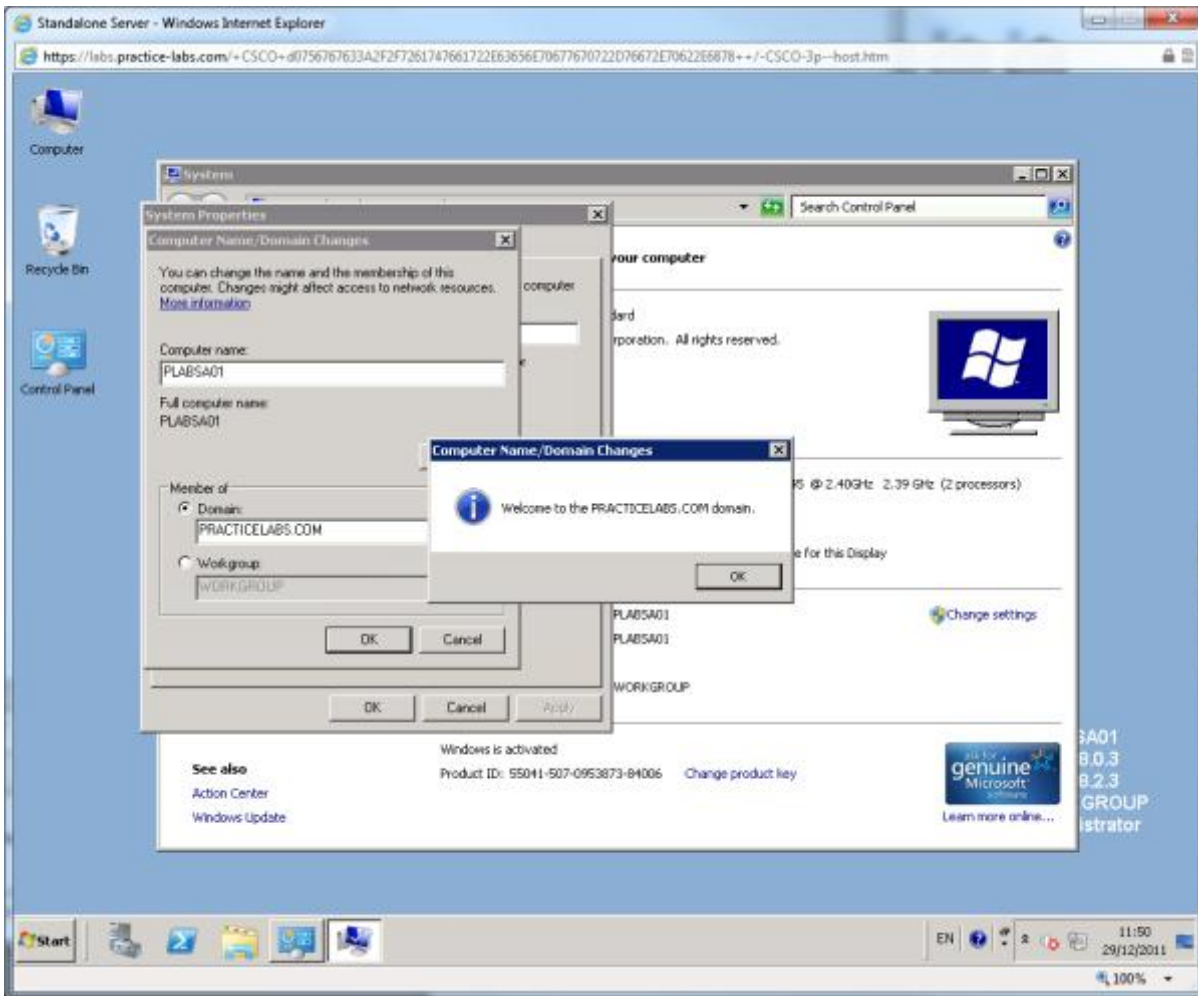 Standalone Server - Windows Internet Explorer
https://labs.practice-labs.com/+CSCO+d0756767633A2F2F7261747661722E63656E70677670722D76672E70622E6878++/-CSCO-3p--host.htm
Computer
Recycle Bin
Control Panel
System
Search Control Panel
System Properties
Computer Name/Domain Changes
your computer
You can change the name and the membership of this
computer. Changes might affect access to network resources.
More information
computer
dard
rporation. All rights reserved.
Computer name:
PLABSA01
Full computer name:
PLABSA01
Computer Name/Domain Changes
Welcome to the PRACTICELABS.COM domain.
OK
Member of
Domain:
PRACTICELABS.COM
Workgroup:
WORKGROUP
OK Cancel
@ 2.40GHz 2.39 GHz (2 processors)
e for this Display
PLABSA01
PLABSA01
WORKGROUP
Change settings
OK Cancel Apply
Windows is activated
Product ID: 55041-507-0953873-84006 Change product key
See also
Action Center
Windows Update
ask for
genuine
Microsoft
software
Learn more online...
SA01
8.0.3
8.2.3
GROUP
istrator
Start
EN
11:50
29/12/2011
100%